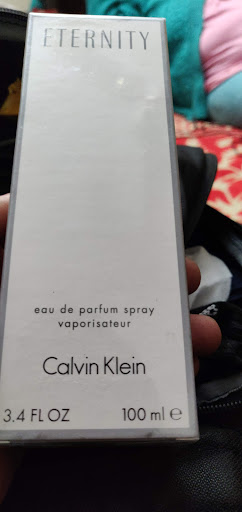 ETERNITY
eau de parfum spray
vaporisateur
Calvin Klein
3.4 FL OZ 100 ml ℮